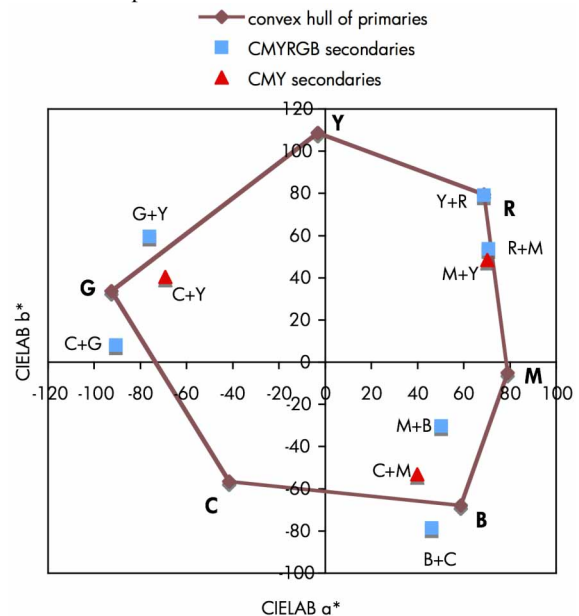 convex hull of primaries
CMYRGB secondaries
CMY secondaries
120
Y
100
80
Y+R
R
G+Y
60
R+M
M+Y
40
G
C+Y
20
C+G
0
M
-120 -100 -80 -60 -40 -20 0 20 40 60 80 100
-20
M+B
-40
C+M
-60
C
B
-80
B+C
-100
CIELAB b*
CIELAB a*